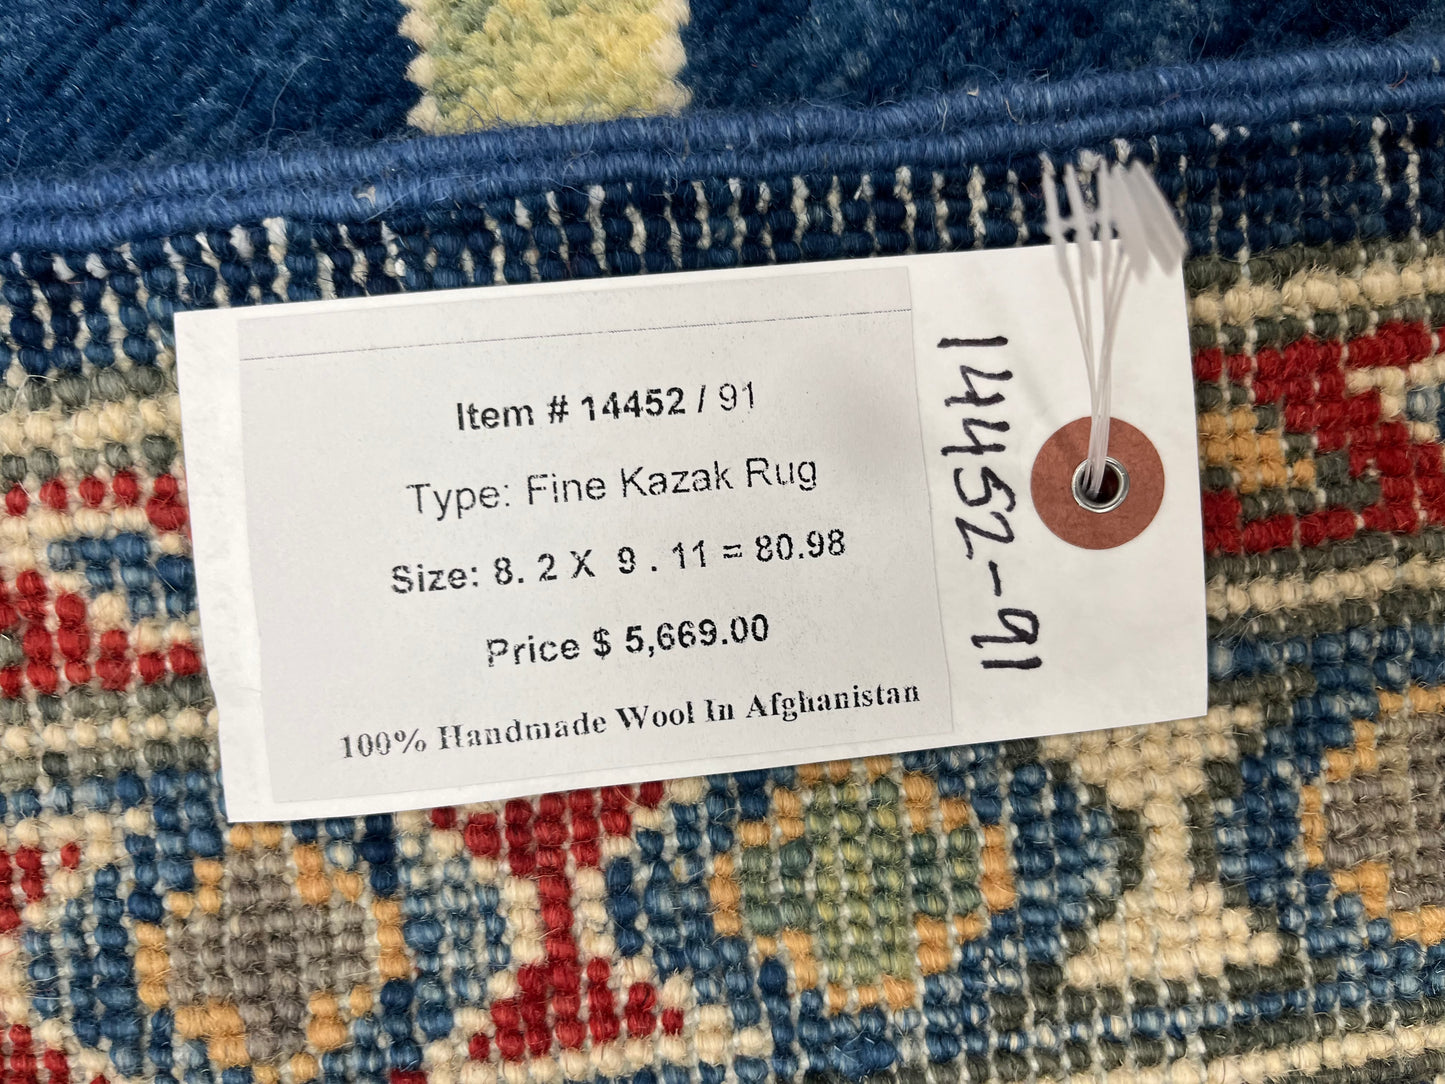 Item # 14452 / 91
Type: Fine Kazak Rug
Size: 8. 2 X 9 . 11 = 80.98
Price $ 5,669.00
100% Handmade Wool In Afghanistan
14452-91